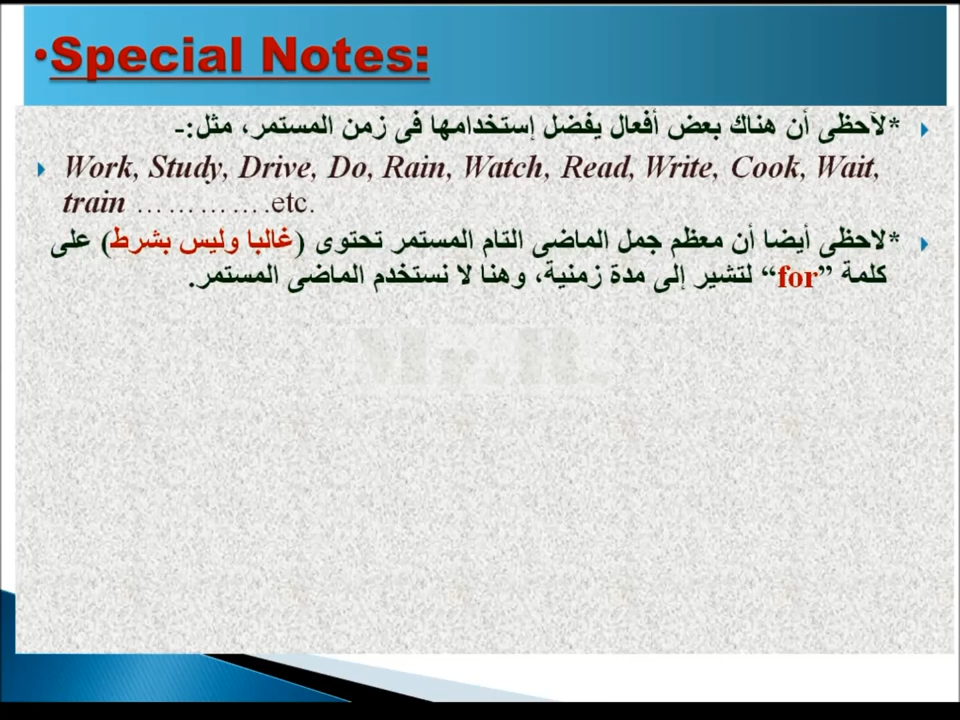 •Special Notes:
*لآحظى أن هناك بعض أفعال يفضل إستخدامها فى زمن المستمر، مثل:-
Work, Study, Drive, Do, Rain, Watch, Read, Write, Cook, Wait,
train ………….etc.
*لاحظى أيضا أن معظم جمل الماضى التام المستمر تحتوى (غالبا وليس بشرط) على
كلمة ”for“ لتشير إلى مدة زمنية، وهنا لا نستخدم الماضى المستمر.